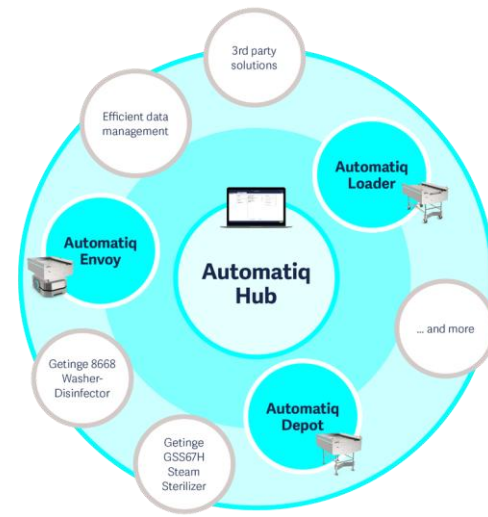 3rd party
solutions
Efficient data
management
Automatiq
Loader
Automatiq
Envoy
Automatiq
Hub
... and more
Getinge 8668
Washer-
Disinfector
Automatiq
Depot
Getinge
GSS67H
Steam
Sterilizer